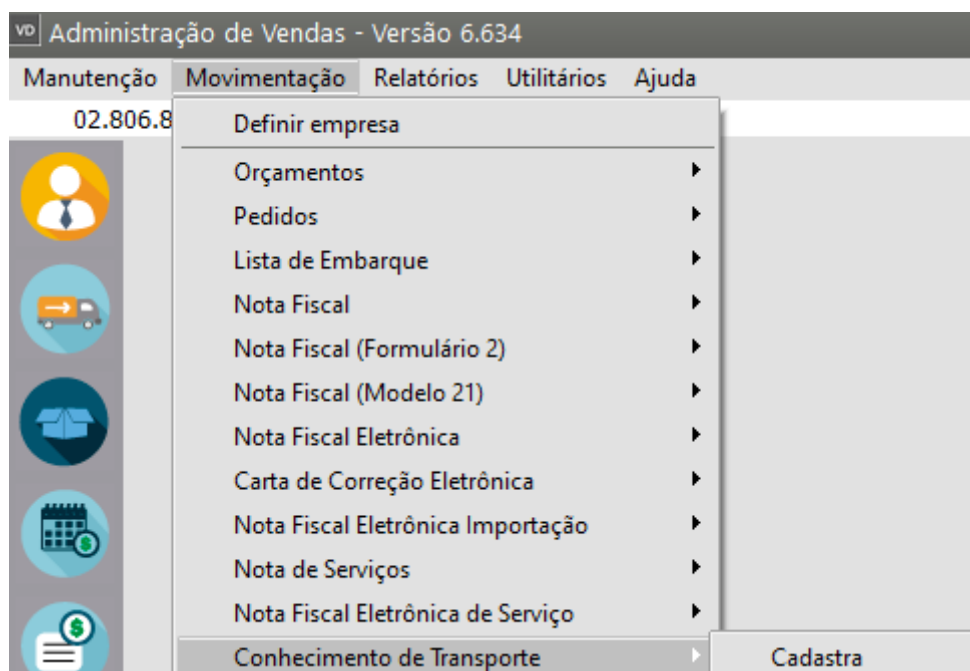 VD Administração de Vendas - Versão 6.634
Manutenção Movimentação Relatórios Utilitários Ajuda
02.806.8
Definir empresa
Orçamentos
Pedidos
Lista de Embarque
Nota Fiscal
Nota Fiscal (Formulário 2)
Nota Fiscal (Modelo 21)
Nota Fiscal Eletrônica
Carta de Correção Eletrônica
Nota Fiscal Eletrônica Importação
Nota de Serviços
Nota Fiscal Eletrônica de Serviço
Conhecimento de Transporte Cadastra